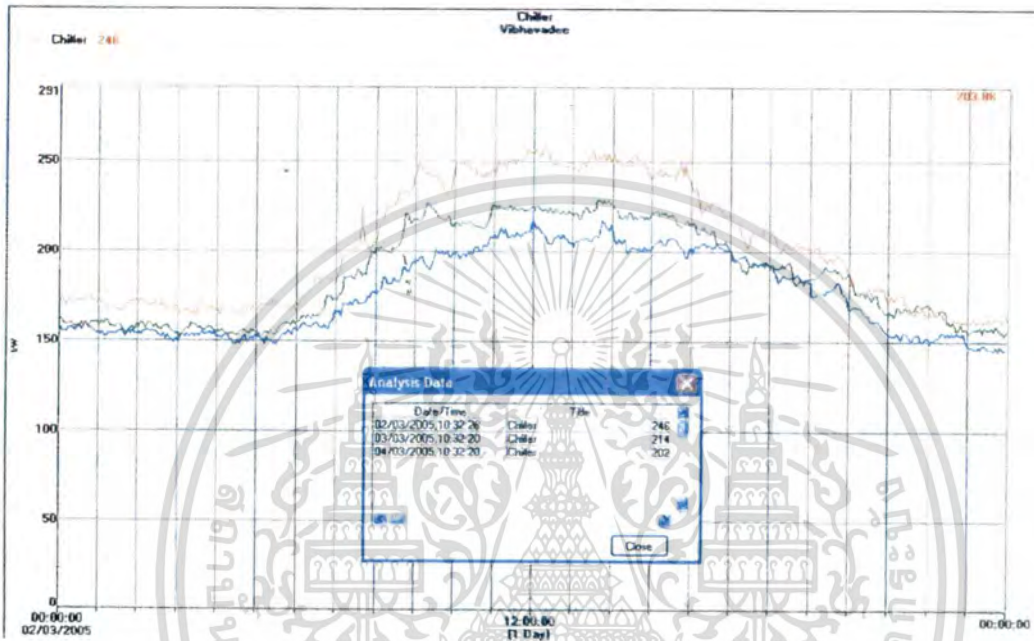 Chiller
Vibhavadee
Chiller 246
291
250
200
150
100
50
0
kW
Analysis Data
Date/Time Title
02/03/2005,10:32:26 Chiller 246
03/03/2005,10:32:20 Chiller 214
04/03/2005,10:32:20 Chiller 202
Close
00:00:00
02/03/2005
12:00:00
(1 Day)
00:00:00